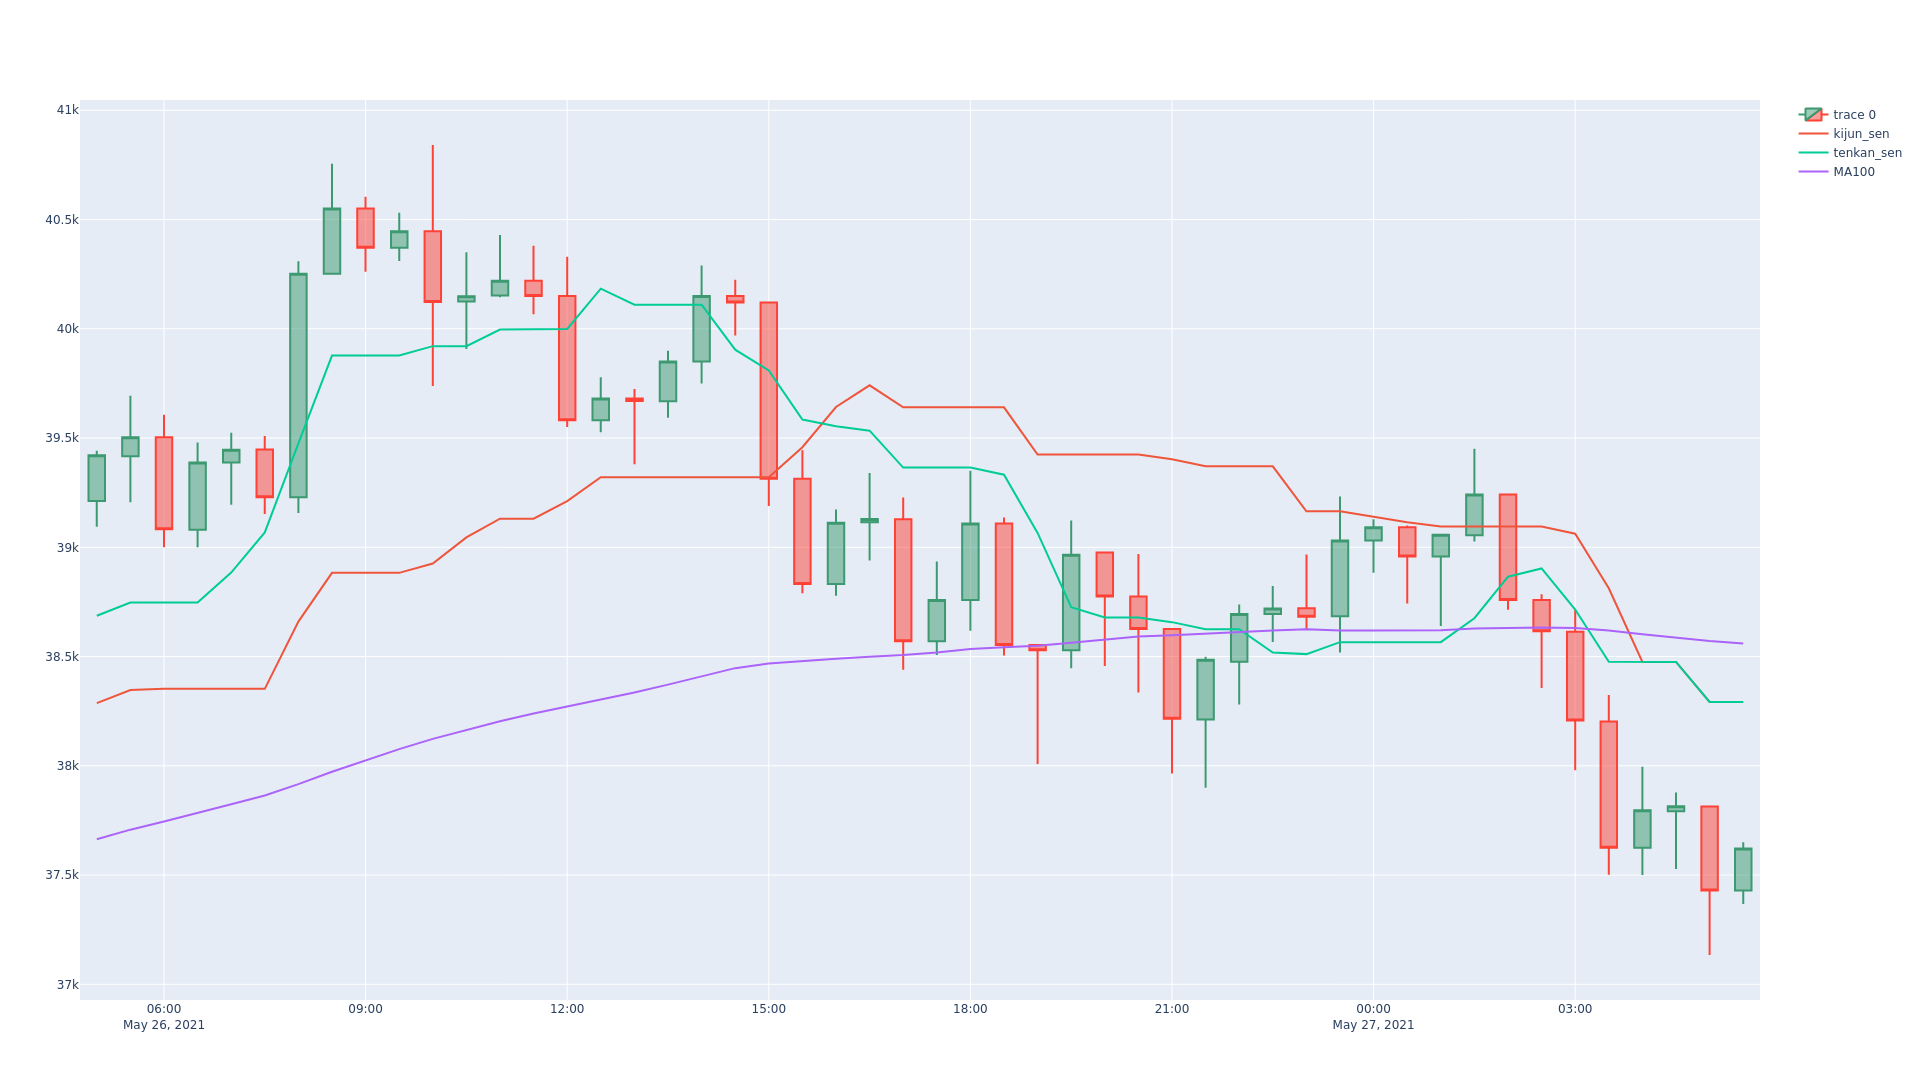 41k
40.5k
40k
39.5k
39k
38.5k
38k
37.5k
37k
06:00
May 26, 2021
09:00
12:00
15:00
18:00
21:00
00:00
May 27, 2021
03:00
trace 0
kijun_sen
tenkan_sen
MA100